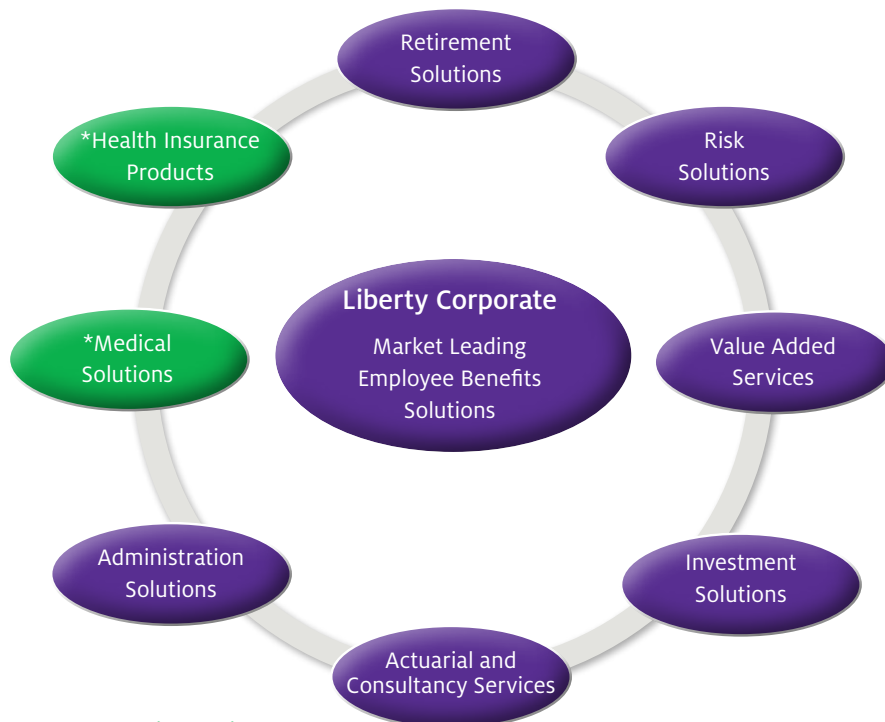 Retirement
Solutions
*Health Insurance
Products
Risk
Solutions
Liberty Corporate
Market Leading
Employee Benefits
Solutions
*Medical
Solutions
Value Added
Services
Administration
Solutions
Investment
Solutions
Actuarial and
Consultancy Services